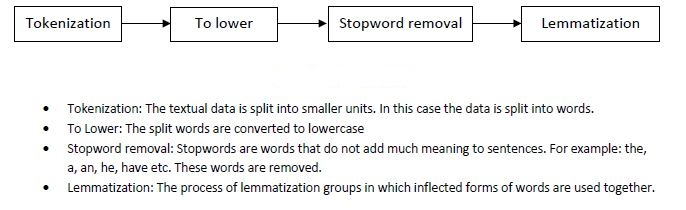 Tokenization
To lower
Stopword removal
Lemmatization
• Tokenization: The textual data is split into smaller units. In this case the data is split into words.
• To Lower: The split words are converted to lowercase
• Stopword removal: Stopwords are words that do not add much meaning to sentences. For example: the,
a, an, he, have etc. These words are removed.
• Lemmatization: The process of lemmatization groups in which inflected forms of words are used together.